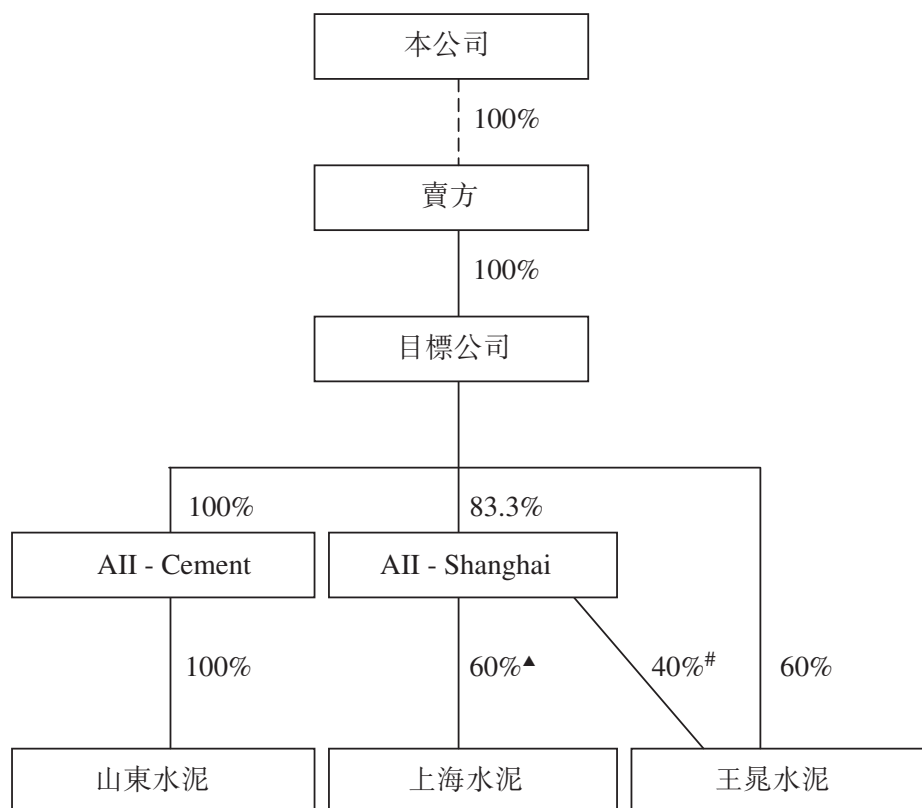 本公司
100%
賣方
100%
目標公司
100%
83.3%
AII - Cement
AII - Shanghai
100%
60%▲
40%#
60%
山東水泥
上海水泥
王晁水泥